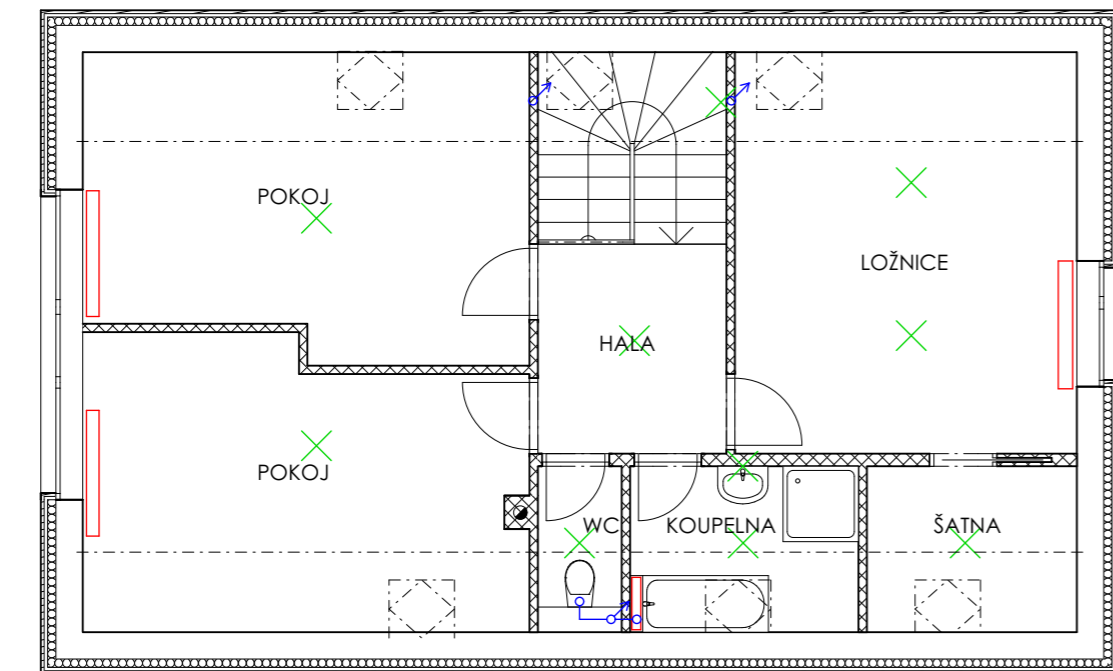 POKOJ
LOŽNICE
HALA
POKOJ
WC
KOUPELNA
ŠATNA